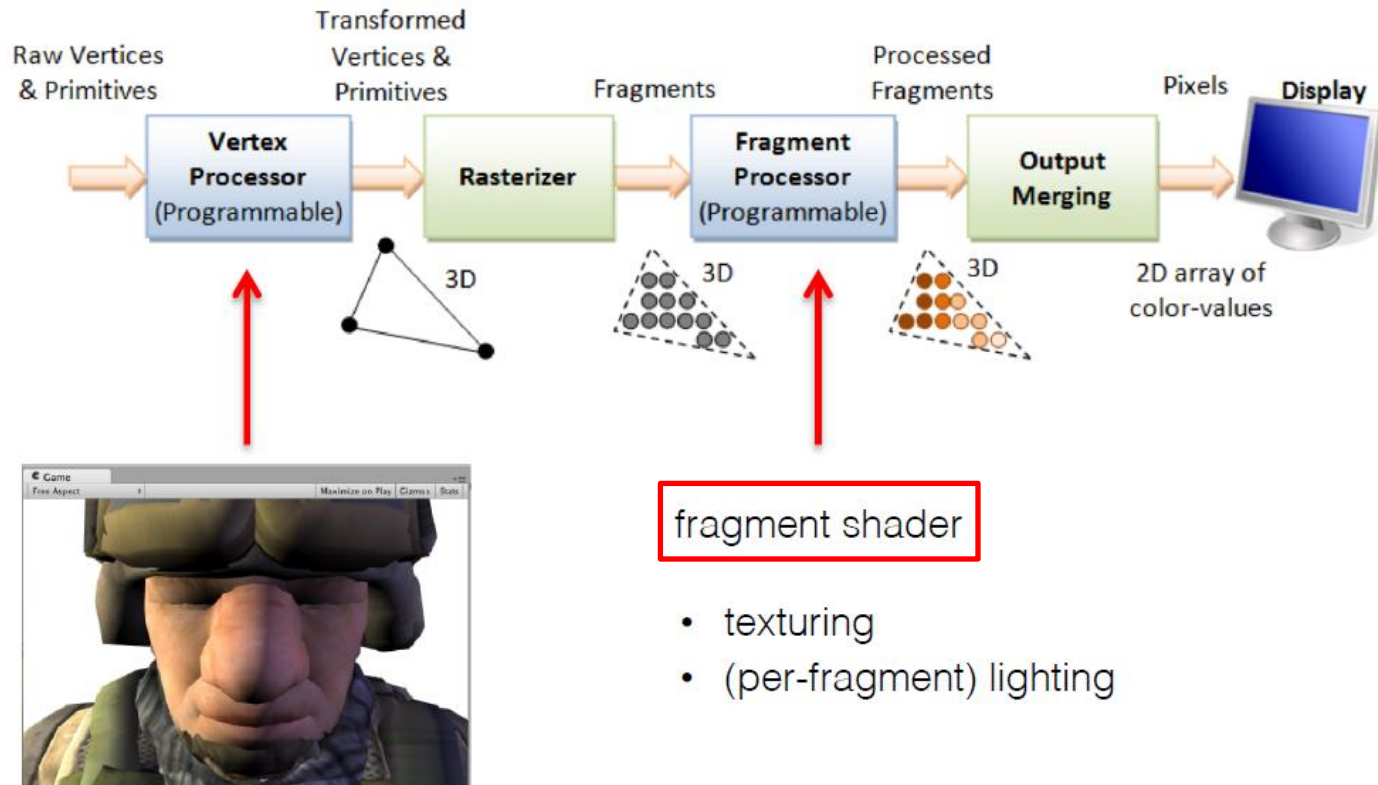 Raw Vertices
& Primitives
Transformed
Vertices &
Primitives
Fragments
Processed
Fragments
Pixels
Display
Vertex
Processor
(Programmable)
Rasterizer
Fragment
Processor
(Programmable)
Output
Merging
3D
3D
3D
2D array of
color-values
Game
Free Aspect
Maximize on Play Gizmos Stats
fragment shader
• texturing
• (per-fragment) lighting